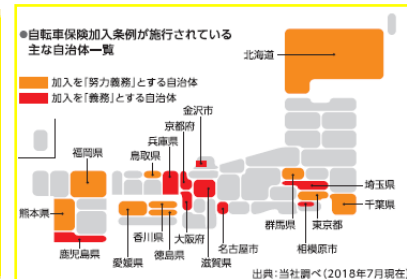 ●自転車保険加入条例が施行されている
主な自治体一覧
加入を「努力義務」とする自治体
加入を「義務」とする自治体
北海道
金沢市
京都府
兵庫県
鳥取県
福岡県
埼玉県
千葉県
熊本県
群馬県
東京都
香川県
大阪府
相模原市
鹿児島県
徳島県
名古屋市
愛媛県
滋賀県
出典:当社調べ(2018年7月現在)